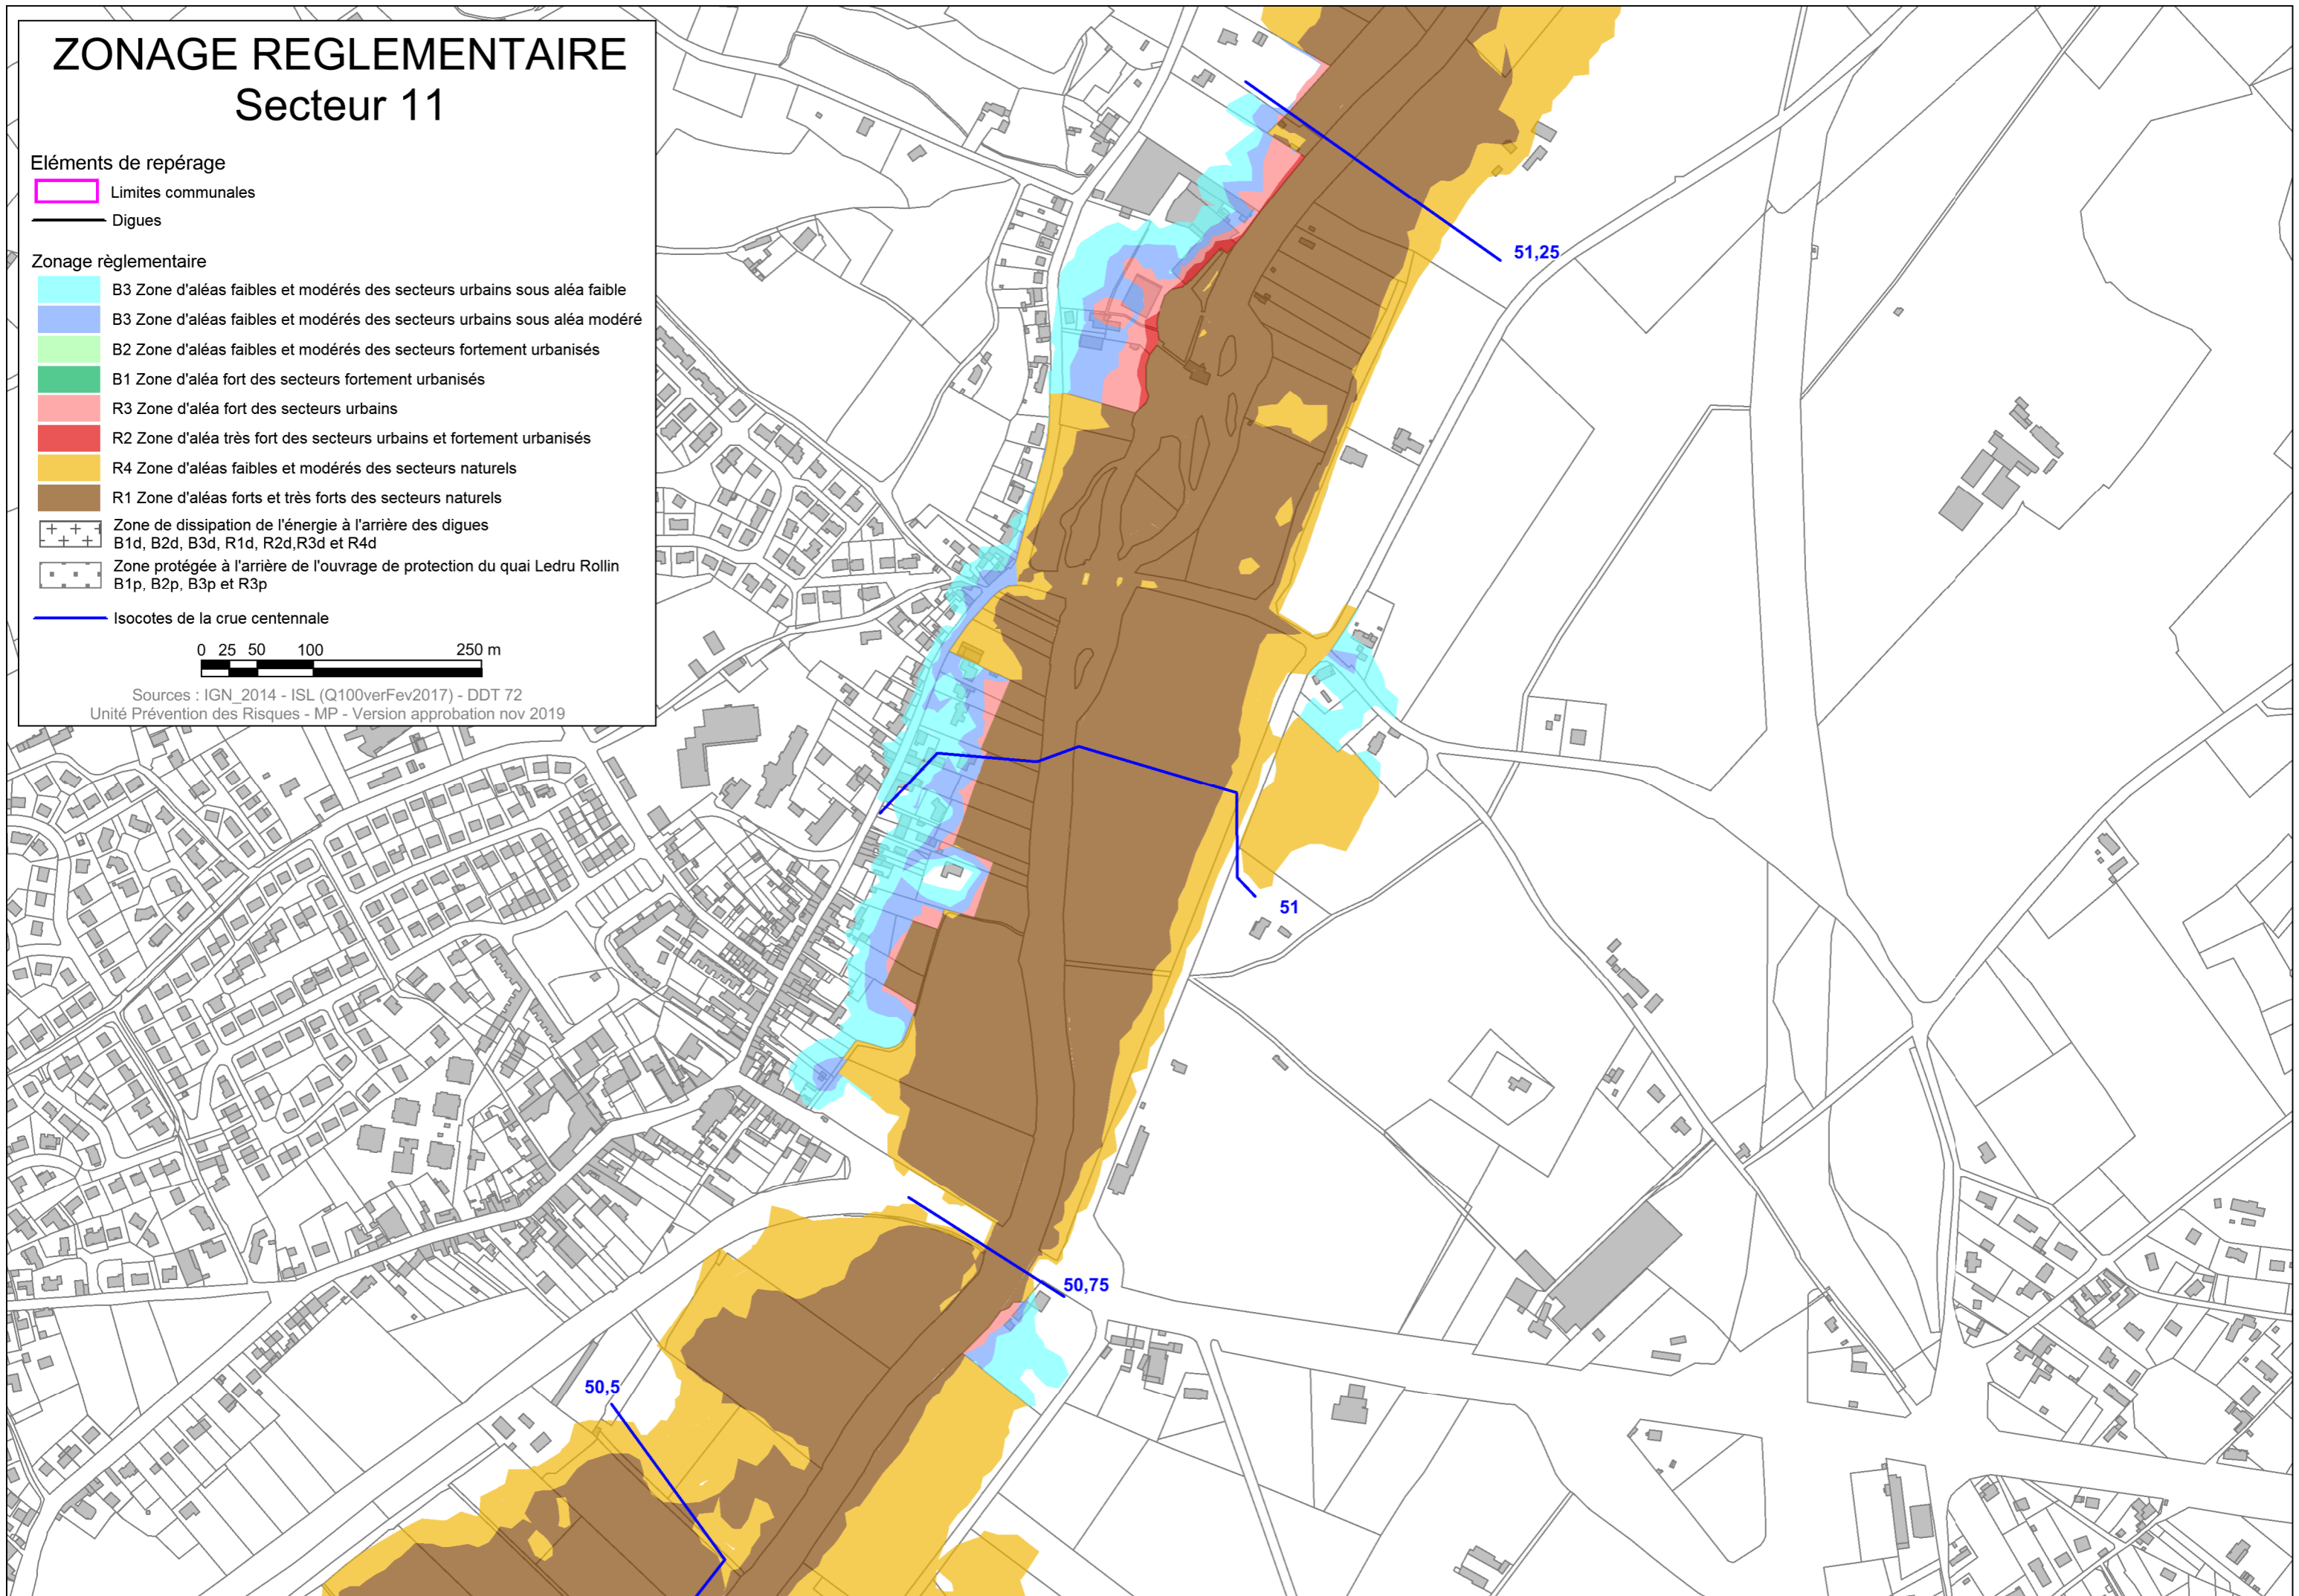 ZONAGE REGLEMENTAIRE
Secteur 11
Eléments de repérage
Limites communales
Digues
Zonage règlementaire
B3 Zone d'aléas faibles et modérés des secteurs urbains sous aléa faible
B3 Zone d'aléas faibles et modérés des secteurs urbains sous aléa modéré
B2 Zone d'aléas faibles et modérés des secteurs fortement urbanisés
B1 Zone d'aléa fort des secteurs fortement urbanisés
R3 Zone d'aléa fort des secteurs urbains
R2 Zone d'aléa très fort des secteurs urbains et fortement urbanisés
R4 Zone d'aléas faibles et modérés des secteurs naturels
R1 Zone d'aléas forts et très forts des secteurs naturels
Zone de dissipation de l'énergie à l'arrière des digues
B1d, B2d, B3d, R1d, R2d,R3d et R4d
Zone protégée à l'arrière de l'ouvrage de protection du quai Ledru Rollin
B1p, B2p, B3p et R3p
Isocotes de la crue centennale
0 25 50 100 250 m
Sources : IGN_2014 - ISL (Q100verFev2017) - DDT 72
Unité Prévention des Risques - MP - Version approbation nov 2019
51,25
51
50,75
50,5